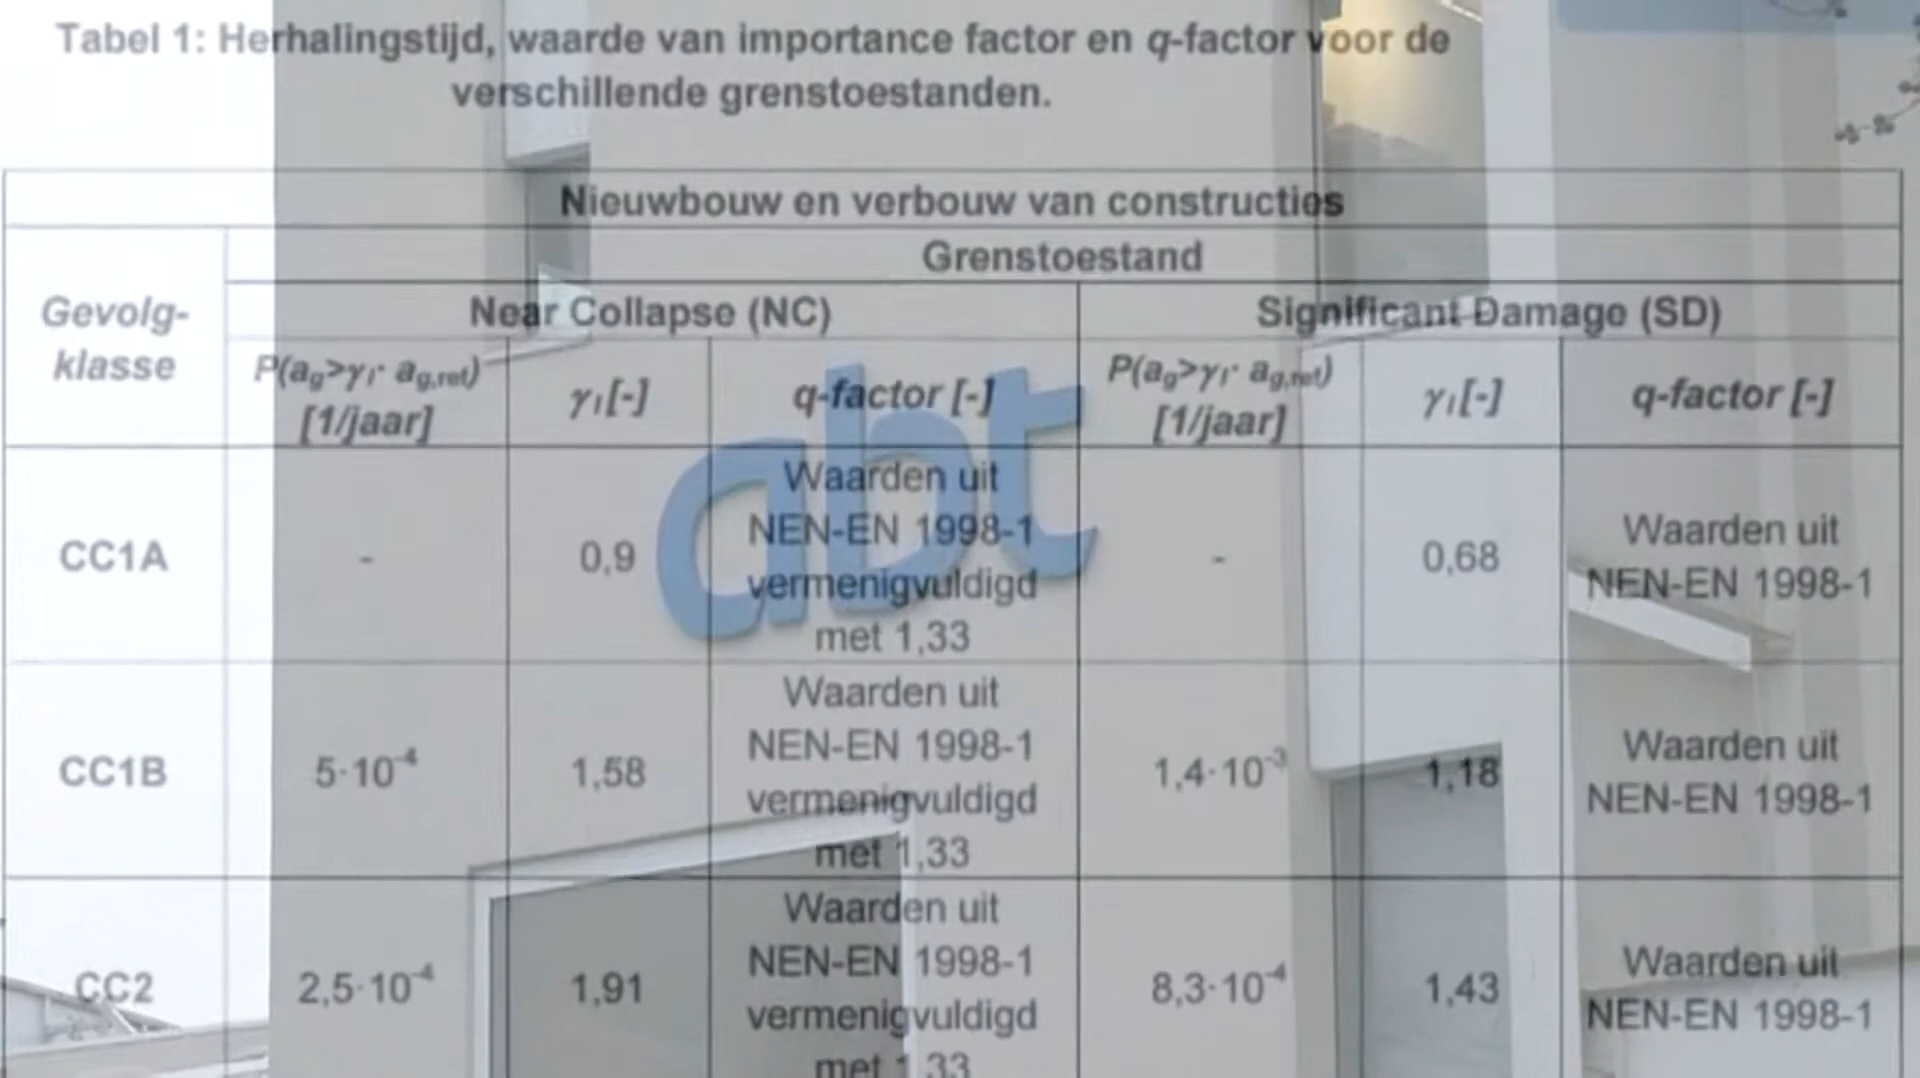 Tabel 1: Herhalingstijd, waarde van importance factor en q-factor voor de
verschillende grenstoestanden.
Nieuwbouw en verbouw van constructies
Grenstoestand
Gevolg-
klasse
Near Collapse (NC)
Significant Damage (SD)
P(ag>γI· ag,ref)
[1/jaar]
γI[-]
q-factor [-]
P(ag>γI· ag,ref)
[1/jaar]
γI[-]
q-factor [-]
abt
CC1A
-
0,9
Waarden uit
NEN-EN 1998-1
vermenigvuldigd
met 1,33
-
0,68
Waarden uit
NEN-EN 1998-1
CC1B
5·10⁻⁴
1,58
Waarden uit
NEN-EN 1998-1
vermenigvuldigd
met 1,33
1,4·10⁻³
1,18
Waarden uit
NEN-EN 1998-1
CC2
2,5·10⁻⁴
1,91
Waarden uit
NEN-EN 1998-1
vermenigvuldigd
met 1,33
8,3·10⁻⁴
1,43
Waarden uit
NEN-EN 1998-1